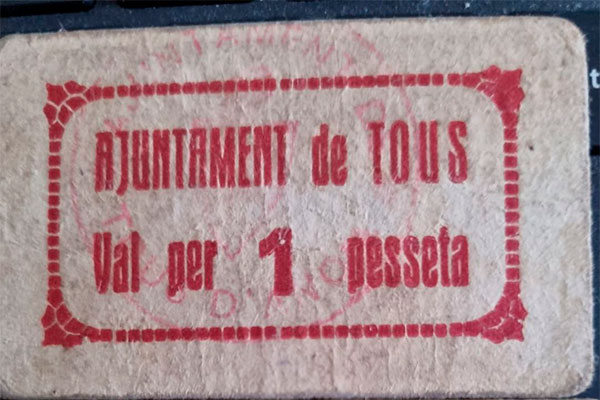 AJUNTAMENT de TOUS
Val per 1 pesseta